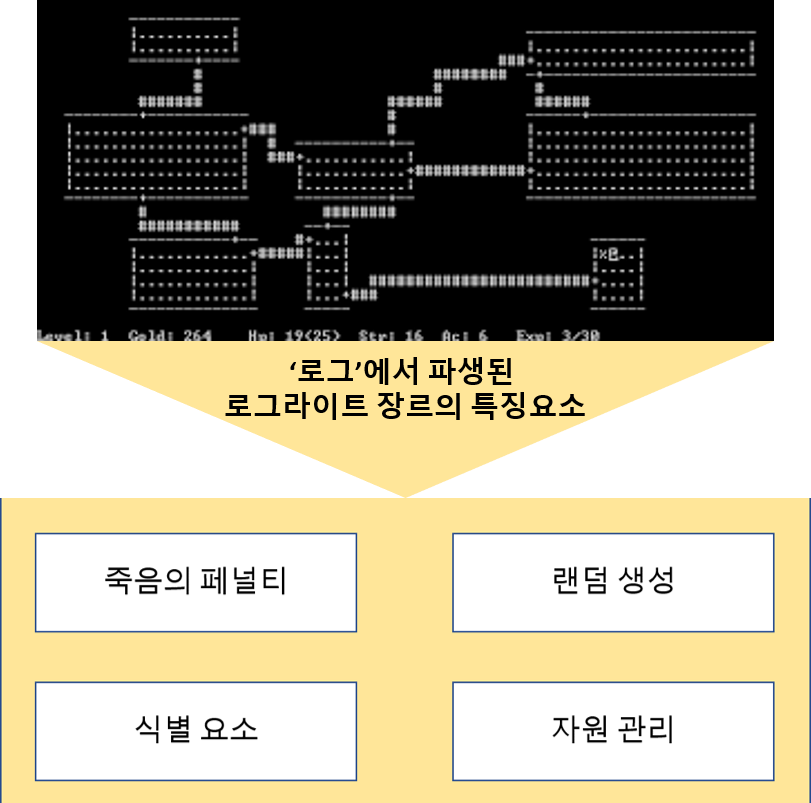 Level: 1 Gold: 264 Hp: 19(25) Str: 16 Ac: 6 Exp: 3/30
‘로그’에서 파생된
로그라이트 장르의 특징요소
죽음의 페널티
랜덤 생성
식별 요소
자원 관리